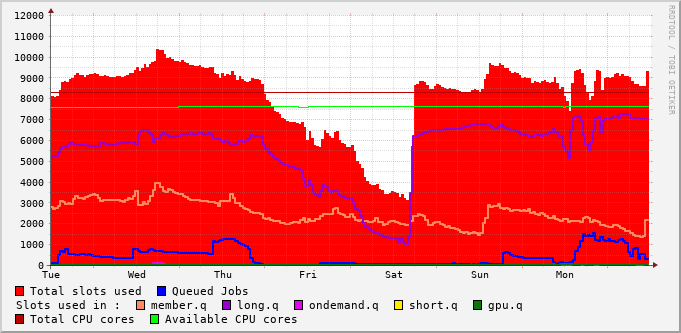 12000
11000
10000
9000
8000
7000
6000
5000
4000
3000
2000
1000
0
Tue Wed Thu Fri Sat Sun Mon
Total slots used Queued Jobs
Slots used in : member.q long.q ondemand.q short.q gpu.q
Total CPU cores Available CPU cores
RRDTOOL / TOBI OETIKER